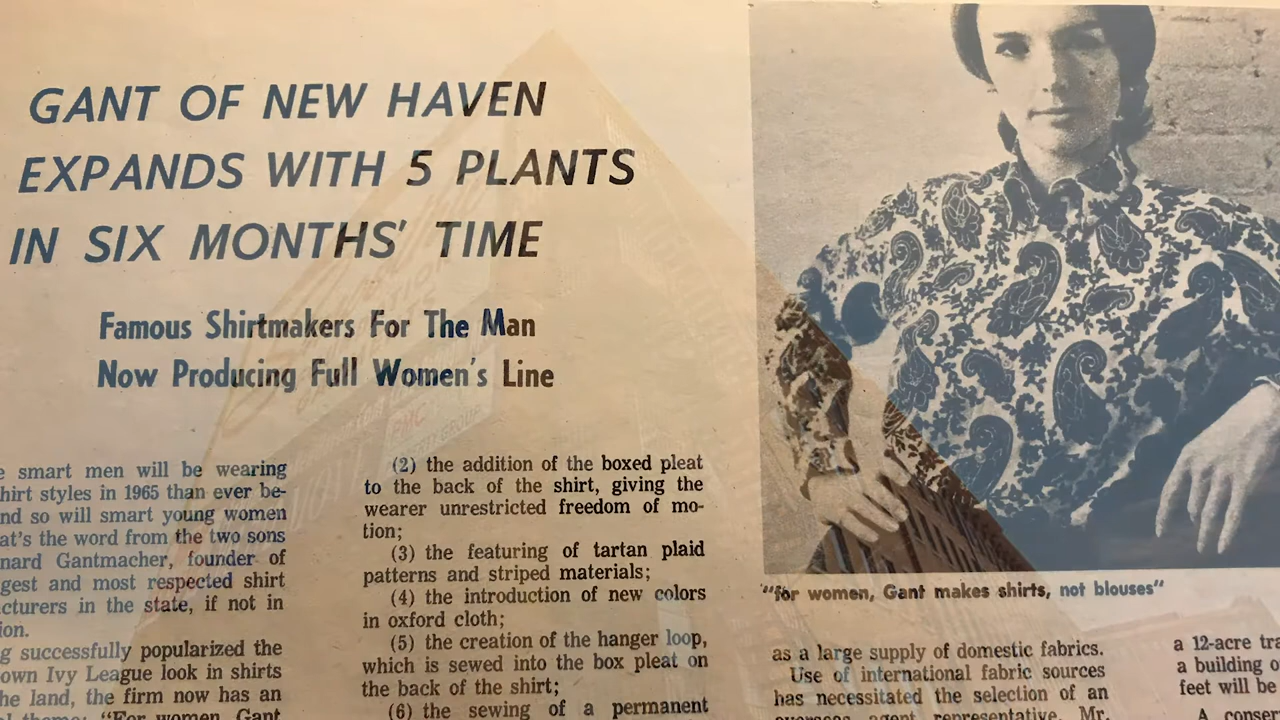 GANT OF NEW HAVEN
EXPANDS WITH 5 PLANTS
IN SIX MONTHS' TIME
Famous Shirtmakers For The Man
Now Producing Full Women's Line
e smart men will be wearing
hirt styles in 1965 than ever be-
nd so will smart young women
at's the word from the two sons
nard Gantmacher, founder of
gest and most respected shirt
cturers in the state, if not in
ion.
g successfully popularized the
own Ivy League look in shirts
he land, the firm now has an
"For women, Gant
(2) the addition of the boxed pleat
to the back of the shirt, giving the
wearer unrestricted freedom of mo-
tion;
(3) the featuring of tartan plaid
patterns and striped materials;
(4) the introduction of new colors
in oxford cloth;
(5) the creation of the hanger loop,
which is sewed into the box pleat on
the back of the shirt;
(6) the sewing of a permanent
"for women, Gant makes shirts, not blouses"
as a large supply of domestic fabrics.
Use of international fabric sources
has necessitated the selection of an
overseas agent representative. Mr.
a 12-acre tra
a building o
feet will be
A conser